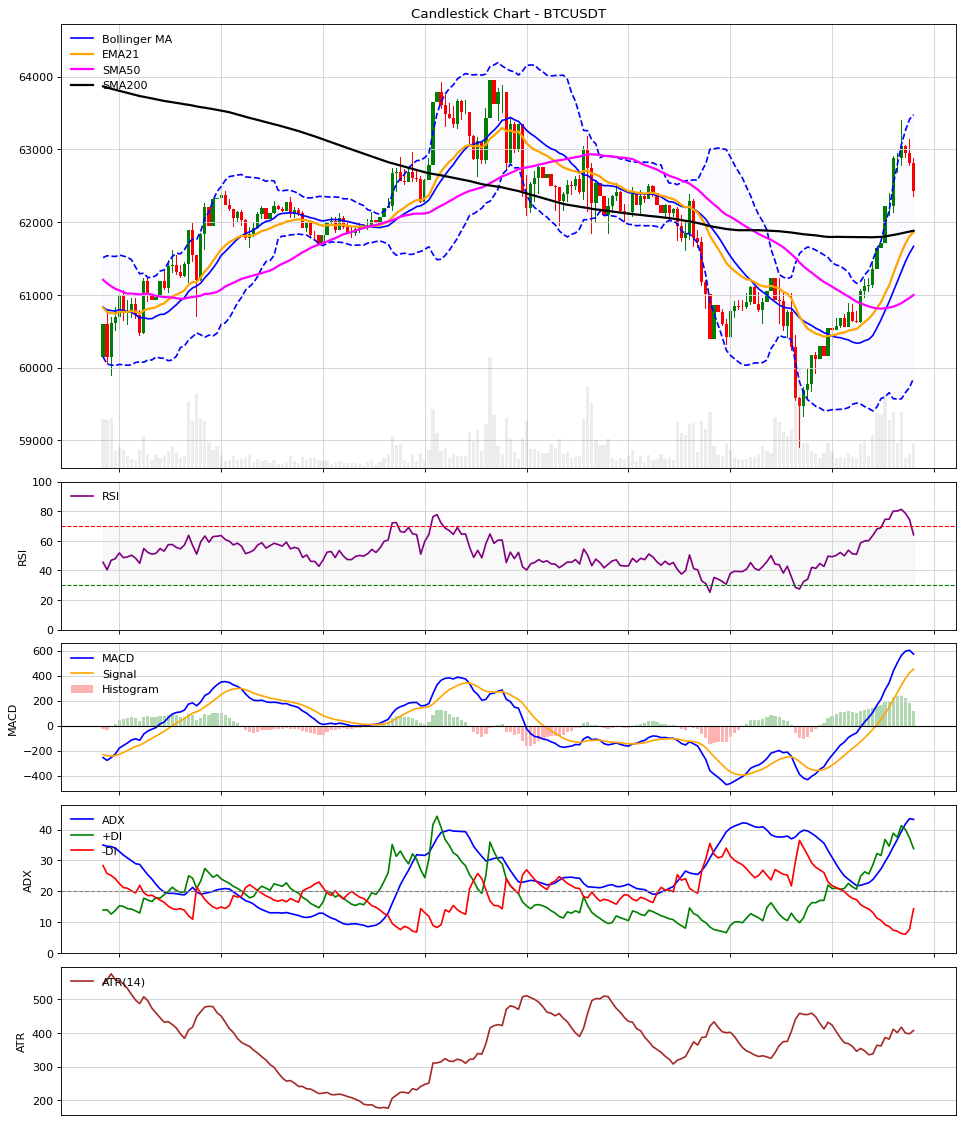 Candlestick Chart - BTCUSDT
Bollinger MA
EMA21
SMA50
SMA200
64000
63000
62000
61000
60000
59000
RSI
100
80
60
40
20
0
RSI
MACD
Signal
Histogram
600
400
200
0
−200
−400
MACD
ADX
+DI
-DI
40
30
20
10
0
ADX
ATR(14)
500
400
300
200
ATR